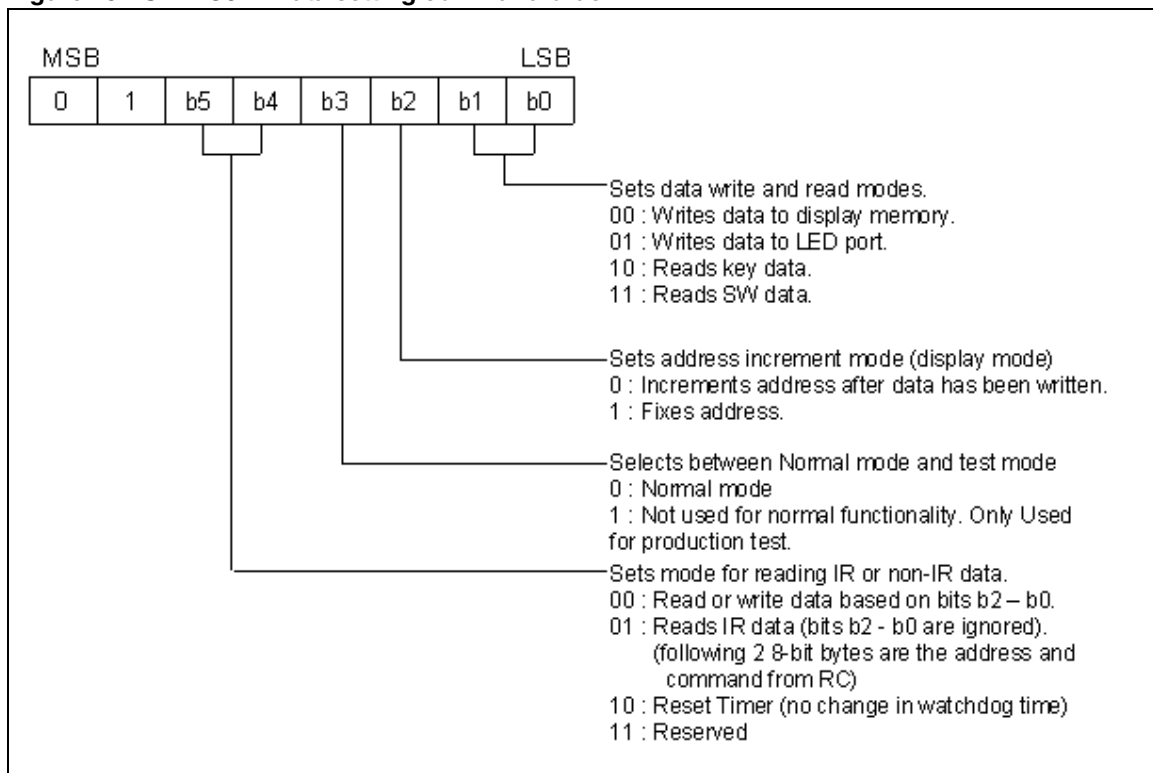 MSB LSB
0 1 b5 b4 b3 b2 b1 b0
Sets data write and read modes.
00 : Writes data to display memory.
01 : Writes data to LED port.
10 : Reads key data.
11 : Reads SW data.
Sets address increment mode (display mode)
0 : Increments address after data has been written.
1 : Fixes address.
Selects between Normal mode and test mode
0 : Normal mode
1 : Not used for normal functionality. Only Used
for production test.
Sets mode for reading IR or non-IR data.
00 : Read or write data based on bits b2 – b0.
01 : Reads IR data (bits b2 - b0 are ignored).
(following 2 8-bit bytes are the address and
command from RC)
10 : Reset Timer (no change in watchdog time)
11 : Reserved